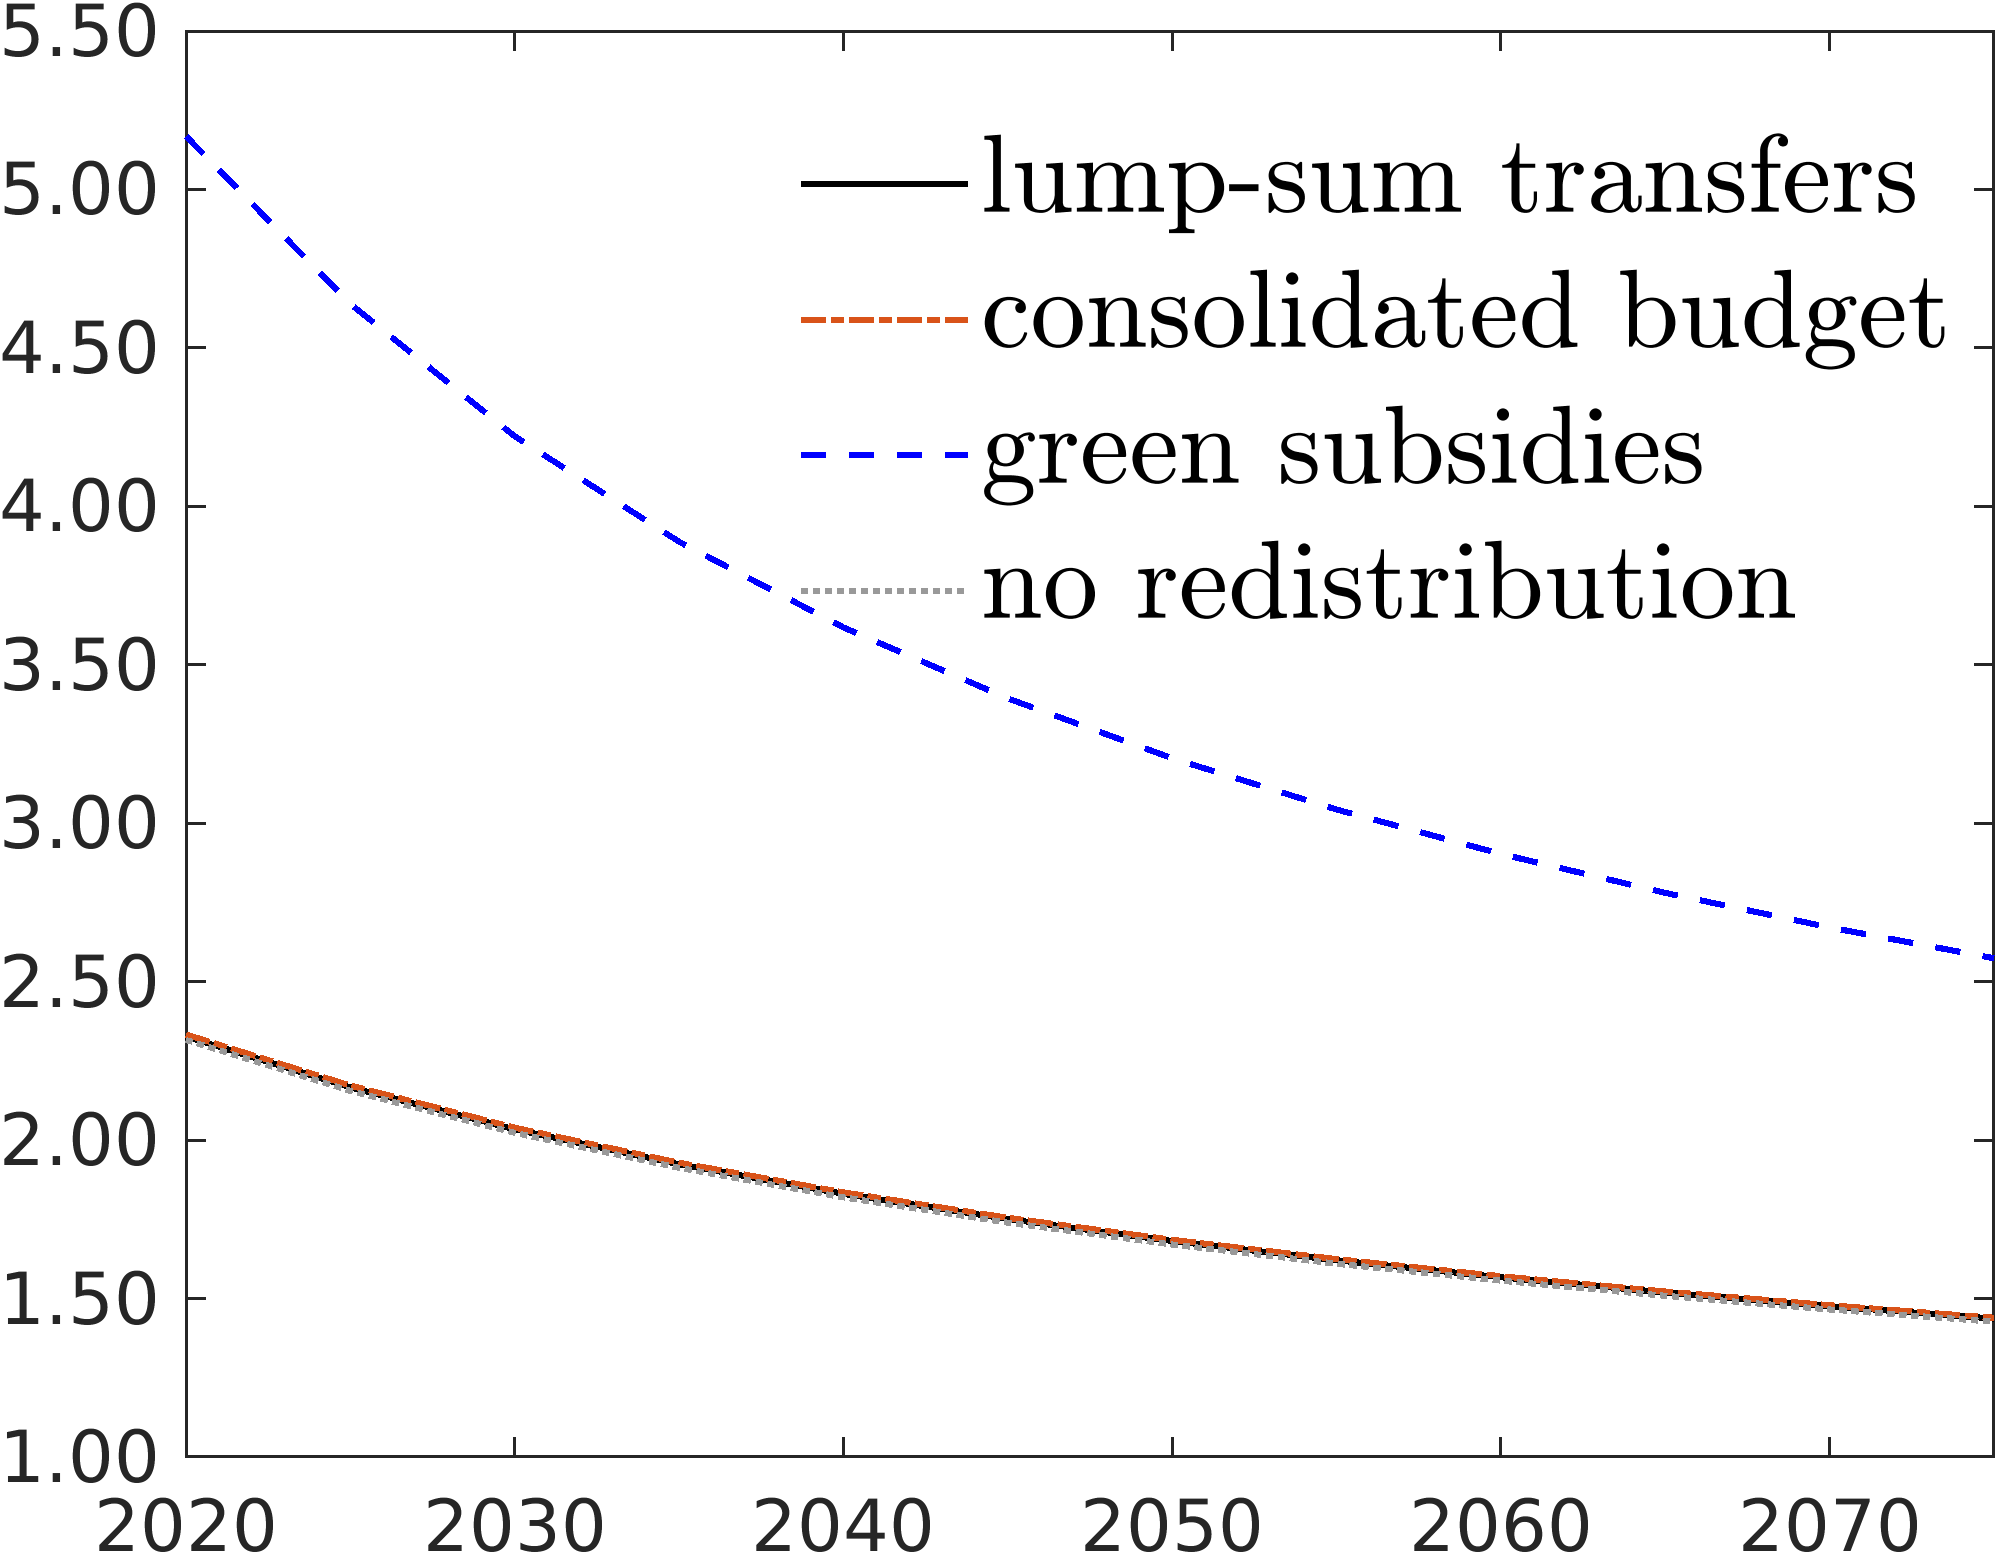 5.50
5.00
4.50
4.00
3.50
3.00
2.50
2.00
1.50
1.00
lump-sum transfers
consolidated budget
green subsidies
no redistribution
2020 2030 2040 2050 2060 2070